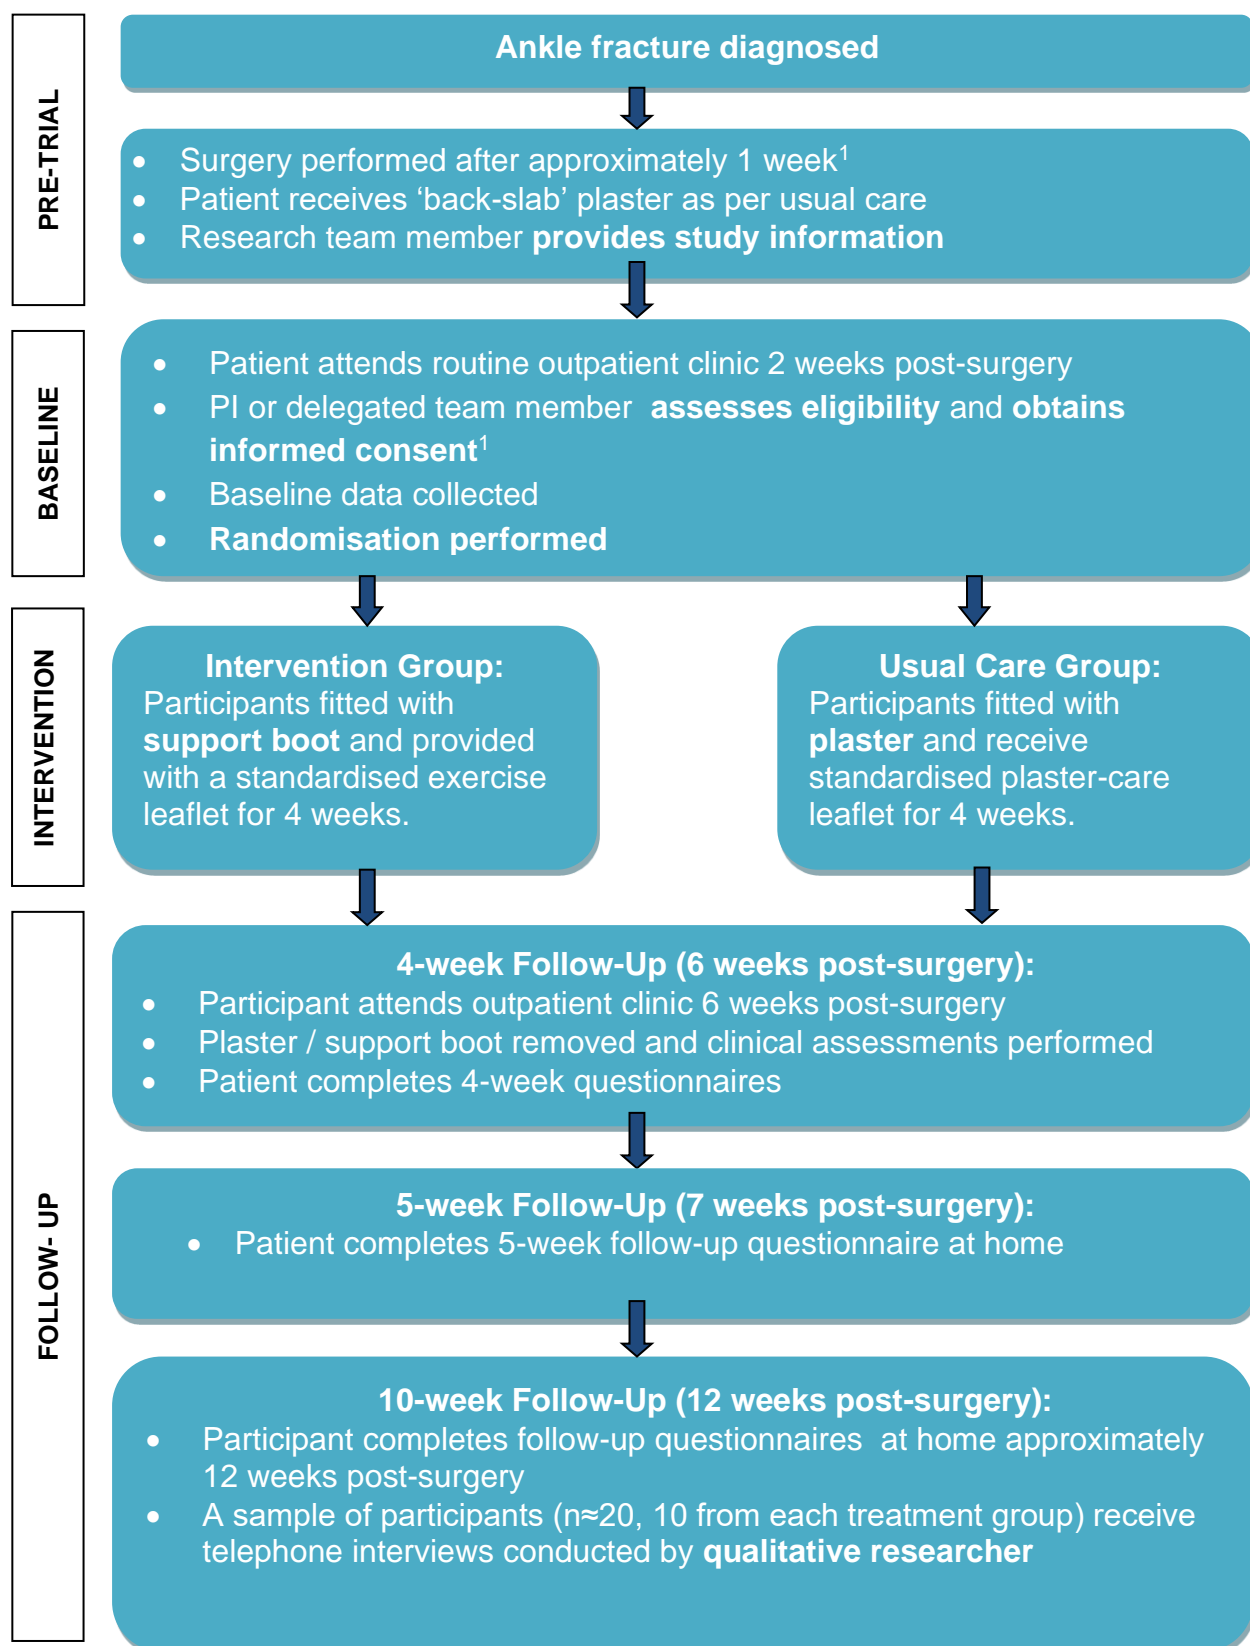 PRE-TRIAL
Ankle fracture diagnosed
• Surgery performed after approximately 1 week¹
• Patient receives ‘back-slab’ plaster as per usual care
• Research team member provides study information
BASELINE
• Patient attends routine outpatient clinic 2 weeks post-surgery
• PI or delegated team member assesses eligibility and obtains
informed consent¹
• Baseline data collected
• Randomisation performed
INTERVENTION
Intervention Group:
Participants fitted with
support boot and provided
with a standardised exercise
leaflet for 4 weeks.
Usual Care Group:
Participants fitted with
plaster and receive
standardised plaster-care
leaflet for 4 weeks.
FOLLOW- UP
4-week Follow-Up (6 weeks post-surgery):
• Participant attends outpatient clinic 6 weeks post-surgery
• Plaster / support boot removed and clinical assessments performed
• Patient completes 4-week questionnaires
5-week Follow-Up (7 weeks post-surgery):
• Patient completes 5-week follow-up questionnaire at home
10-week Follow-Up (12 weeks post-surgery):
• Participant completes follow-up questionnaires at home approximately
12 weeks post-surgery
• A sample of participants (n≈20, 10 from each treatment group) receive
telephone interviews conducted by qualitative researcher